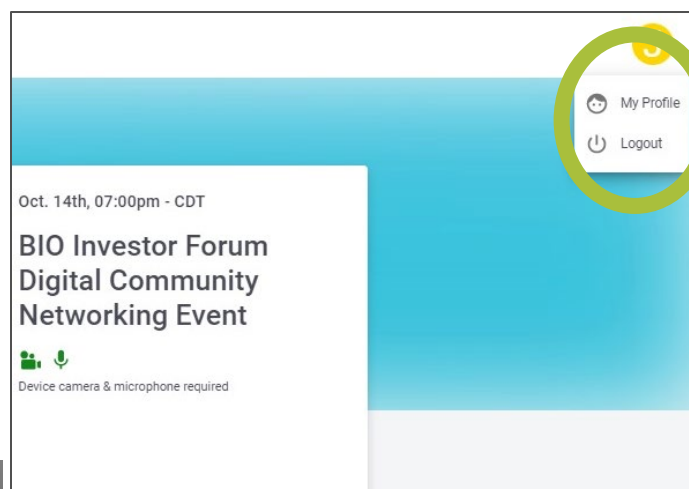 My Profile
Logout
Oct. 14th, 07:00pm - CDT
BIO Investor Forum
Digital Community
Networking Event
Device camera & microphone required